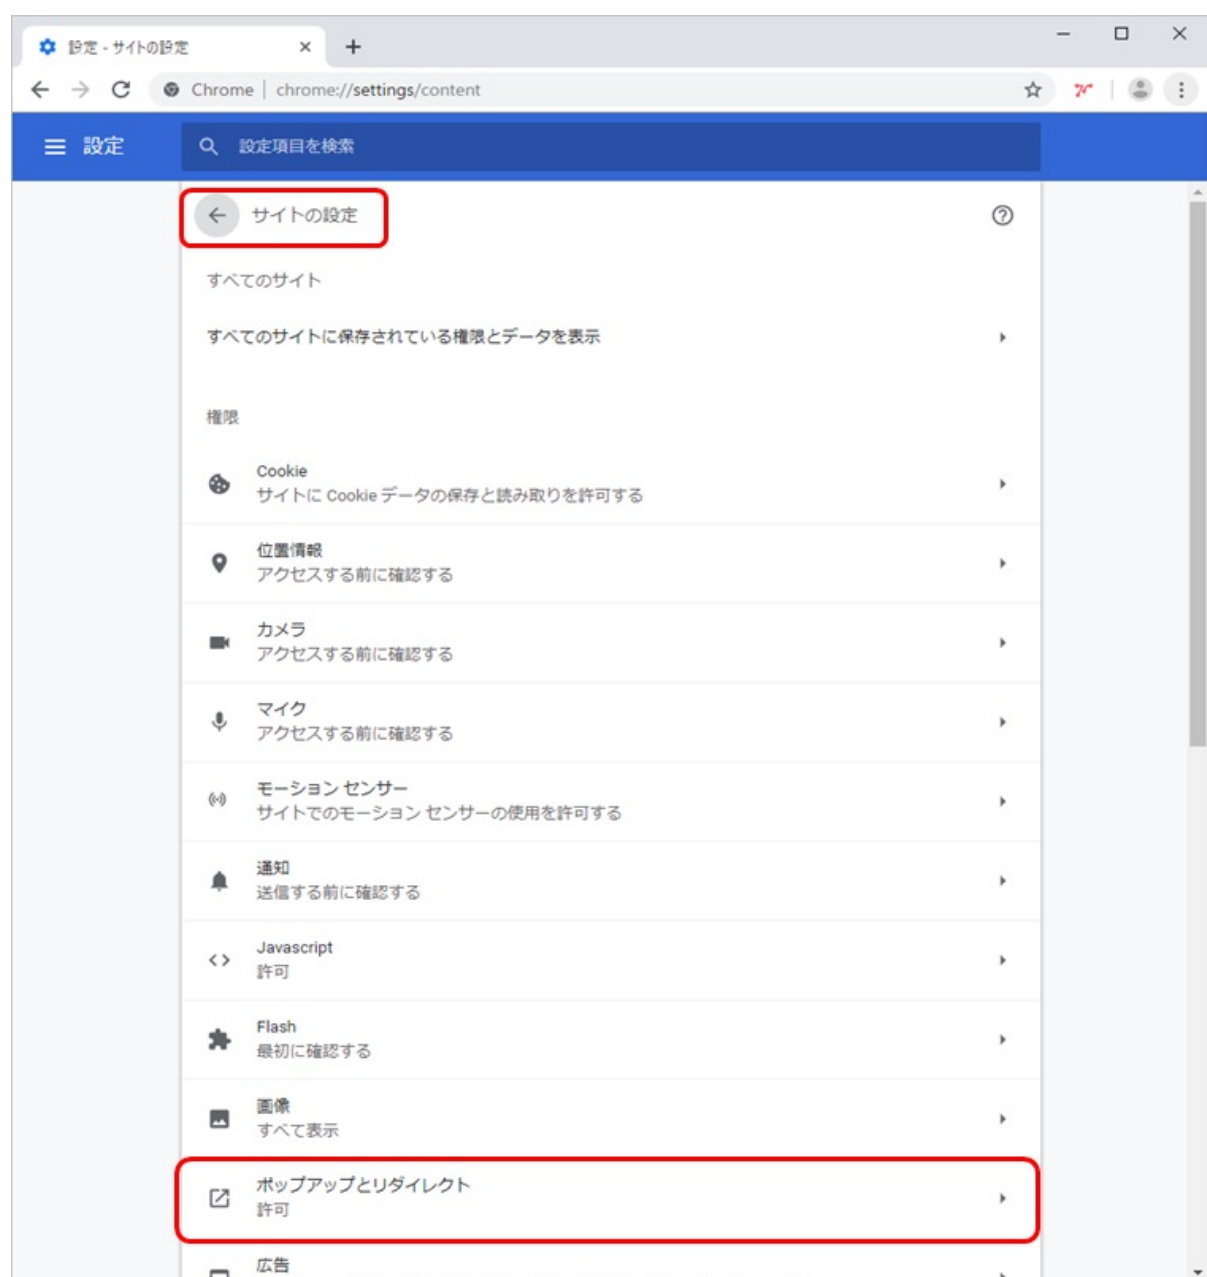 設定 - サイトの設定
Chrome | chrome://settings/content
設定
設定項目を検索
サイトの設定
すべてのサイト
すべてのサイトに保存されている権限とデータを表示
権限
Cookie
サイトに Cookie データの保存と読み取りを許可する
位置情報
アクセスする前に確認する
カメラ
アクセスする前に確認する
マイク
アクセスする前に確認する
モーション センサー
サイトでのモーション センサーの使用を許可する
通知
送信する前に確認する
Javascript
許可
Flash
最初に確認する
画像
すべて表示
ポップアップとリダイレクト
許可
広告